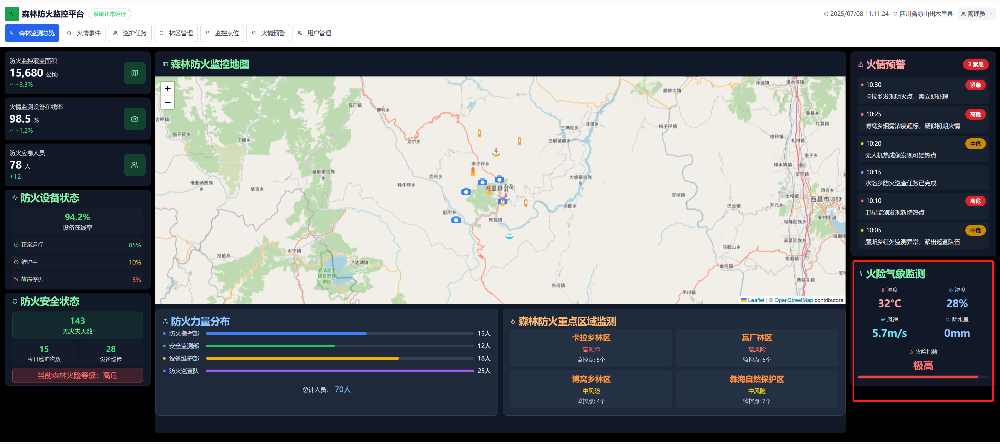 森林防火监控平台
系统正常运行
2025/07/08 11:11:24
四川省凉山州木里县
管理员
森林监测总览
火情事件
巡护任务
林区管理
监控点位
火情预警
用户管理
防火监控覆盖面积
15,680 公顷
+8.3%
火情监测设备在线率
98.5 %
+1.2%
防火应急人员
78 人
+12
防火设备状态
94.2%
设备在线率
正常运行 85%
维护中 10%
故障停机 5%
防火安全状态
143
无火灾天数
15
今日巡护次数
28
设备巡检
当前森林火险等级：高危
森林防火监控地图
+
−
泽远镇
漫水湾镇
磨房沟镇
瓦厂镇
博科乡
鲁基乡
吉呷镇
洼里乡
三桷垭乡
梅子坪镇
红莫镇
俄牙同乡
宁朗乡
克尔乡
白碉苗族乡
琅环镇
礼州镇
李子乡
李子坪乡
樟木箐镇
屋脚蒙古族
乡
西秋乡
大坡蒙古族
乡
安宁镇
俄亚纳西族
乡
依吉乡
牦牛坪乡
木里县
官地镇
四合乡
太和镇
西昌市
沃底乡
巴汝镇
开元乡
川兴
后所乡
列瓦镇
新村街道
裕隆回族乡
海南街
高草回族乡
马鞍山乡
永宁镇
拉伯乡
泸沽湖镇
佑君镇
泸沽湖省
级自然保
护区
金河镇
安哈
黄联关镇
白乌镇
平川镇
Leaflet | © OpenStreetMap contributors
防火力量分布
防火指挥部 15人
安全监测部 12人
设备维护部 18人
防火巡查队 25人
总计人员： 70人
森林防火重点区域监测
卡拉乡林区
高风险
监控点: 5个
瓦厂林区
高风险
监控点: 6个
博窝乡林区
中风险
监控点: 4个
彝海自然保护区
中风险
监控点: 7个
火情预警
3 紧急
10:30 紧急
卡拉乡发现明火点，需立即处理
10:25 高危
博窝乡烟雾浓度超标，疑似初期火情
10:20 中危
无人机热成像发现可疑热点
10:15
水洛乡防火巡查任务已完成
10:10 高危
卫星监测发现新增热点
10:05 中危
屋斯乡红外监测异常，派出巡查队伍
火险气象监测
温度
32°C
湿度
28%
风速
5.7m/s
降水量
0mm
火险指数
极高